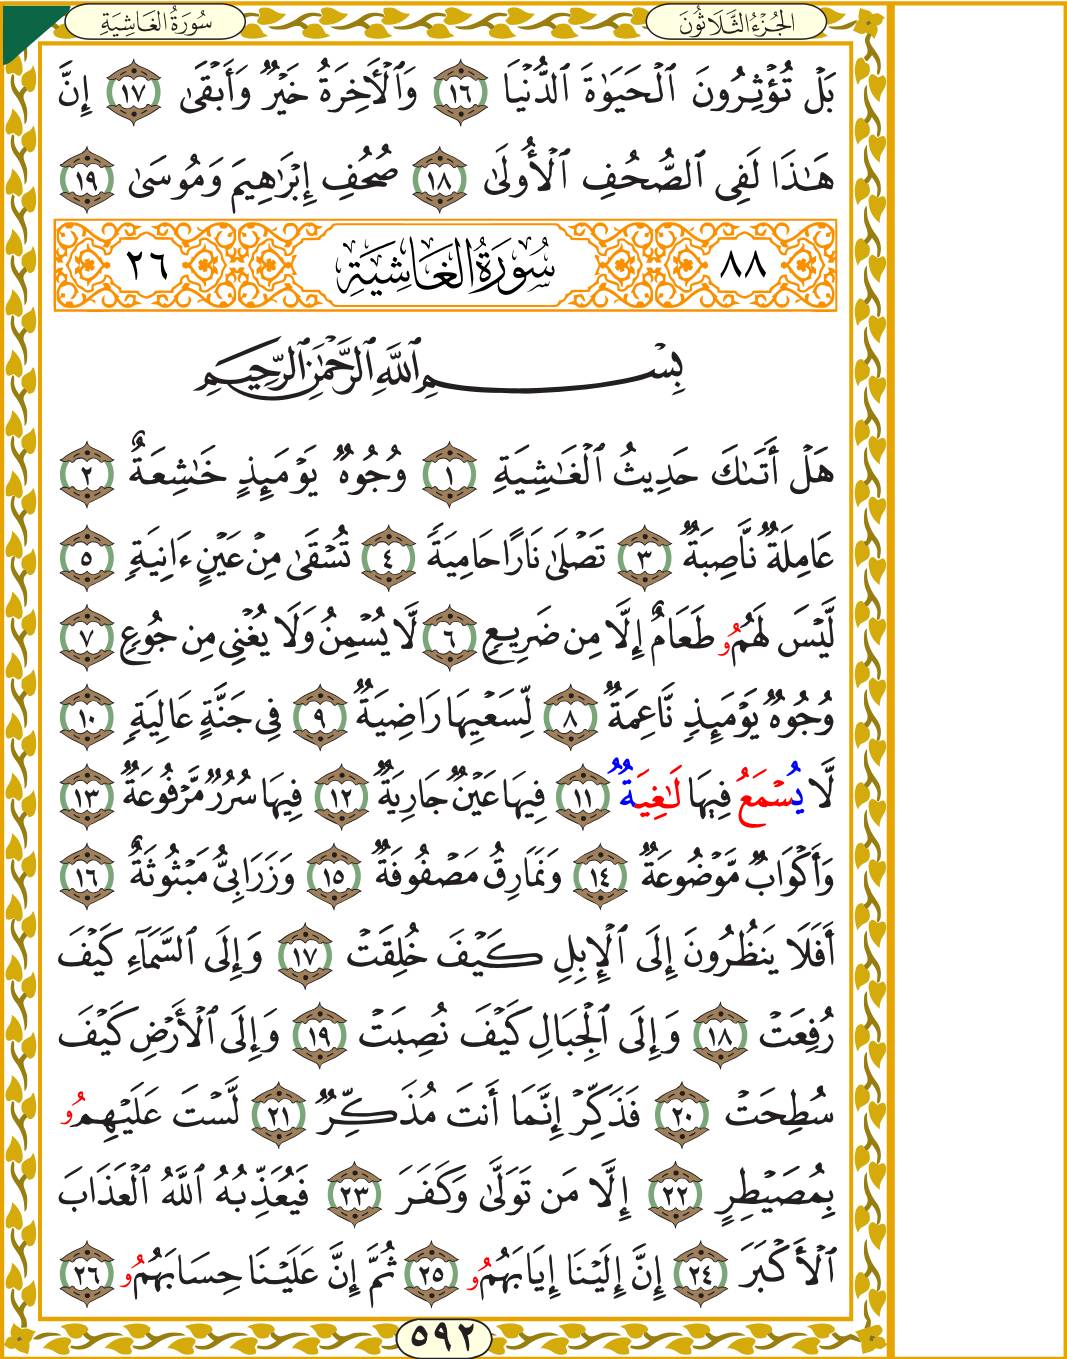 سُورَةُ الغَاشِيَةِ
الجُزْءُ الثَّلَاثُونَ
بَلْ تُؤْثِرُونَ ٱلْحَيَوٰةَ ٱلدُّنْيَا ١٦ وَٱلْأَخِرَةُ خَيْرٌ وَأَبْقَىٰ ١٧ إِنَّ
هَـٰذَا لَفِى ٱلصُّحُفِ ٱلْأُولَىٰ ١٨ صُحُفِ إِبْرَٰهِيمَ وَمُوسَىٰ ١٩
٨٨ سُورَةُ الغَاشِيَةِ ٢٦
بِسْمِ ٱللَّهِ ٱلرَّحْمَـٰنِ ٱلرَّحِيمِ
هَلْ أَتَىٰكَ حَدِيثُ ٱلْغَـٰشِيَةِ ١ وُجُوهٌ يَوْمَئِذٍ خَـٰشِعَةٌ ٢
عَامِلَةٌ نَّاصِبَةٌ ٣ تَصْلَىٰ نَارًا حَامِيَةً ٤ تُسْقَىٰ مِنْ عَيْنٍ ءَانِيَةٍ ٥
لَّيْسَ لَهُمُۥ طَعَامٌ إِلَّا مِن ضَرِيعٍ ٦ لَّا يُسْمِنُ وَلَا يُغْنِى مِن جُوعٍ ٧
وُجُوهٌ يَوْمَئِذٍ نَّاعِمَةٌ ٨ لِّسَعْيِهَا رَاضِيَةٌ ٩ فِى جَنَّةٍ عَالِيَةٍ ١٠
لَّا يُسْمَعُ فِيهَا لَـٰغِيَةٌ ١١ فِيهَا عَيْنٌ جَارِيَةٌ ١٢ فِيهَا سُرُرٌ مَّرْفُوعَةٌ ١٣
وَأَكْوَابٌ مَّوْضُوعَةٌ ١٤ وَنَمَارِقُ مَصْفُوفَةٌ ١٥ وَزَرَابِىُّ مَبْثُوثَةٌ ١٦
أَفَلَا يَنظُرُونَ إِلَى ٱلْإِبِلِ كَيْفَ خُلِقَتْ ١٧ وَإِلَى ٱلسَّمَآءِ كَيْفَ
رُفِعَتْ ١٨ وَإِلَى ٱلْجِبَالِ كَيْفَ نُصِبَتْ ١٩ وَإِلَى ٱلْأَرْضِ كَيْفَ
سُطِحَتْ ٢٠ فَذَكِّرْ إِنَّمَا أَنتَ مُذَكِّرٌ ٢١ لَّسْتَ عَلَيْهِمُۥ
بِمُصَيْطِرٍ ٢٢ إِلَّا مَن تَوَلَّىٰ وَكَفَرَ ٢٣ فَيُعَذِّبُهُ ٱللَّهُ ٱلْعَذَابَ
ٱلْأَكْبَرَ ٢٤ إِنَّ إِلَيْنَا إِيَابَهُمُۥ ٢٥ ثُمَّ إِنَّ عَلَيْنَا حِسَابَهُمُۥ ٢٦
٥٩٢